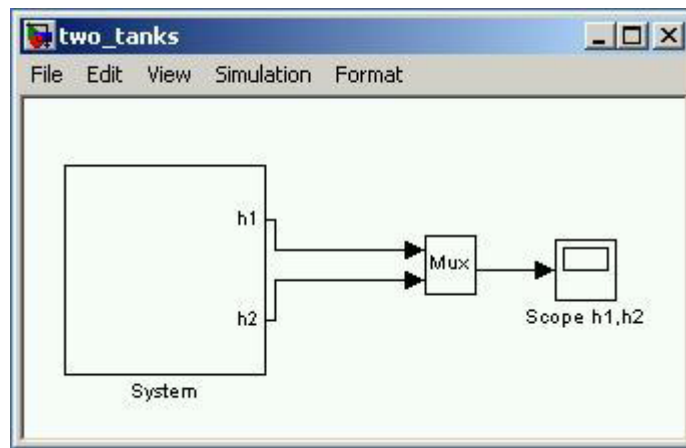 two_tanks
File Edit View Simulation Format
h1
Mux
h2
Scope h1,h2
System